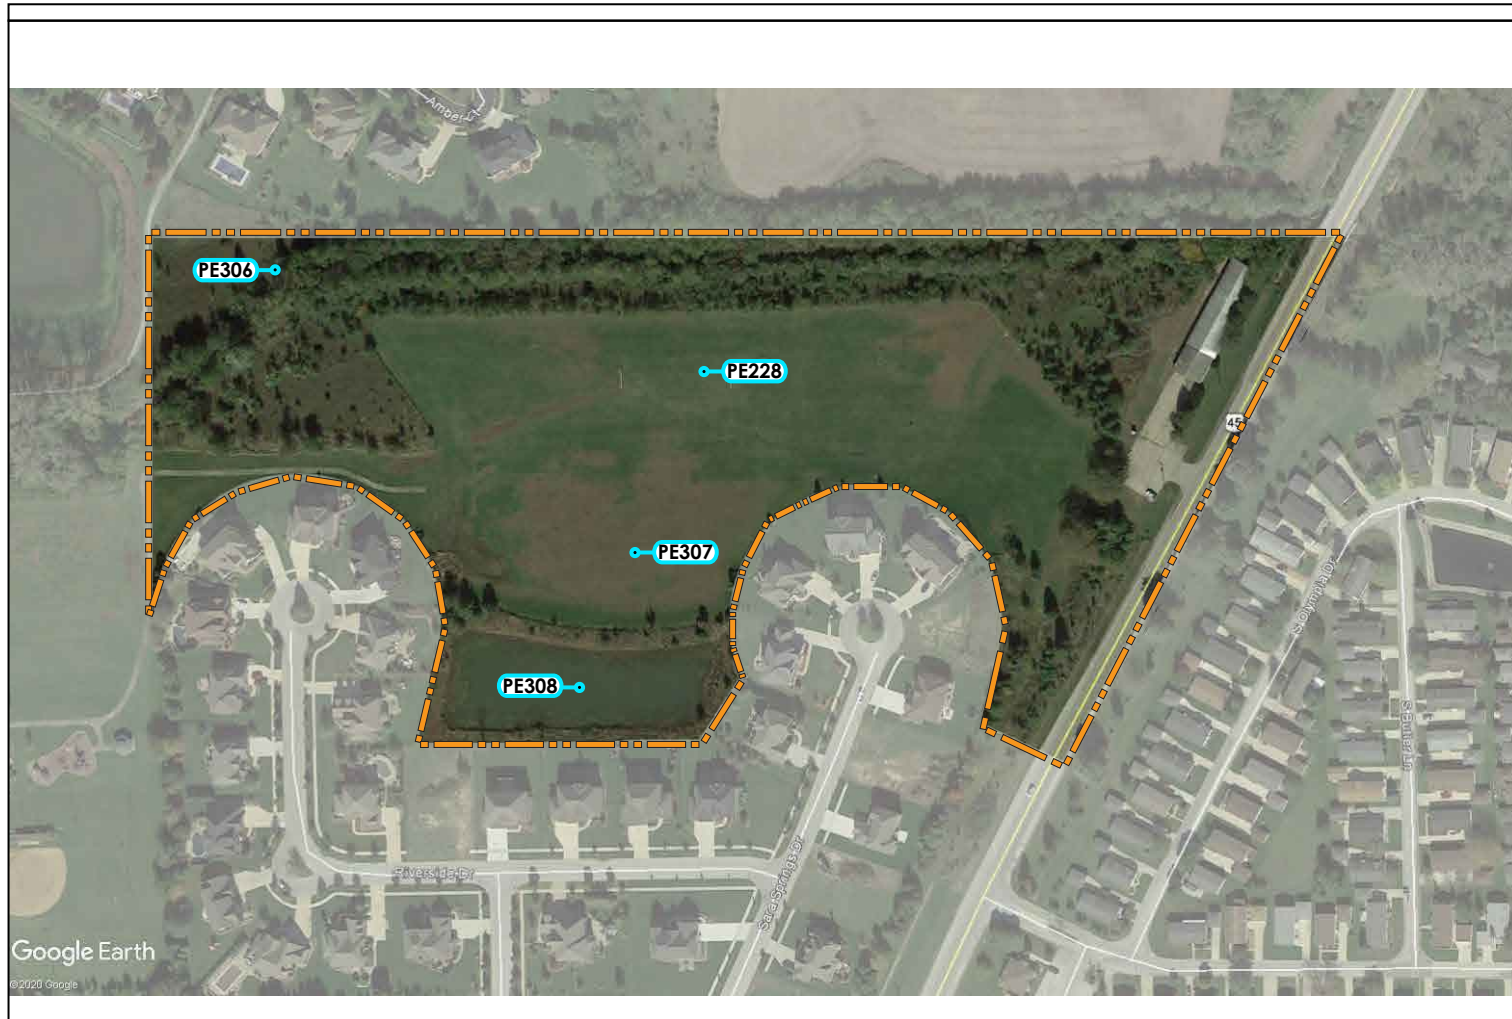 Amber Ct
PE306
PE228
45
PE307
S Olympia Dr
PE308
S Butler Ln
Riverside Dr
Sara Springs Dr
Google Earth
©2020 Google